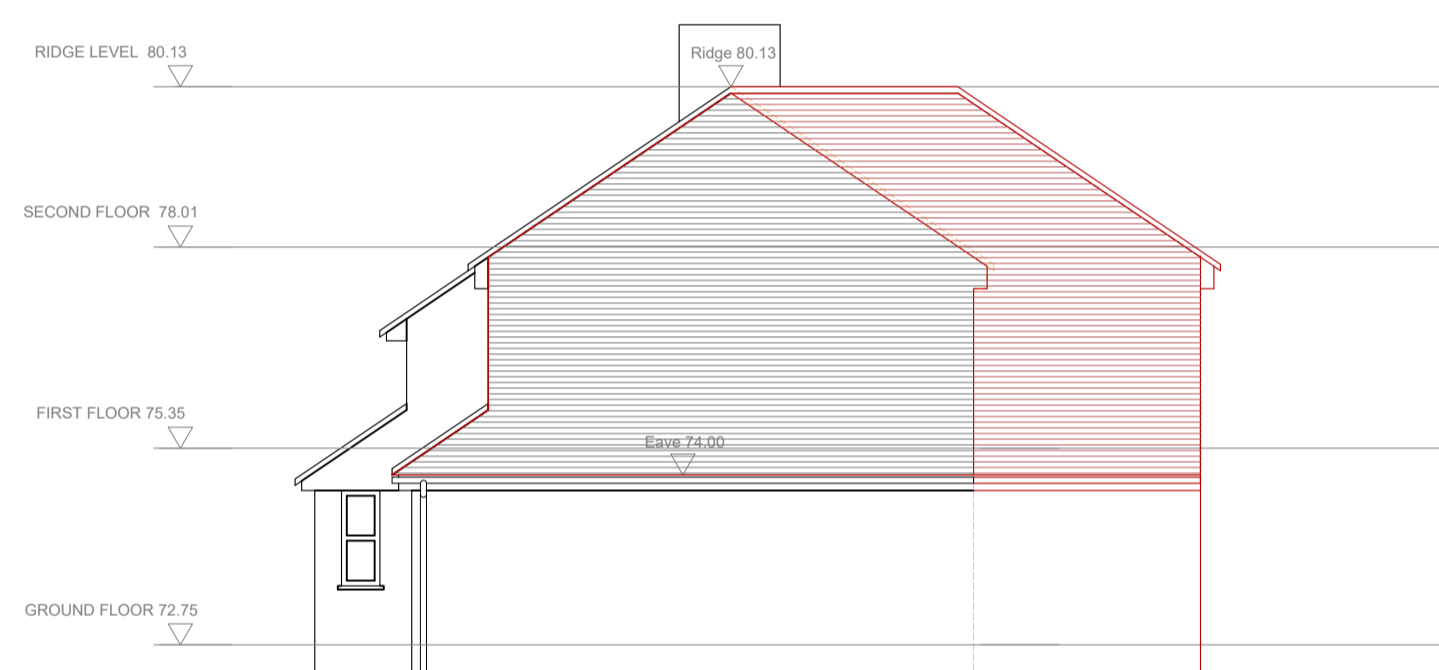 RIDGE LEVEL 80.13
Ridge 80.13
SECOND FLOOR 78.01
FIRST FLOOR 75.35
Eave 74.00
GROUND FLOOR 72.75